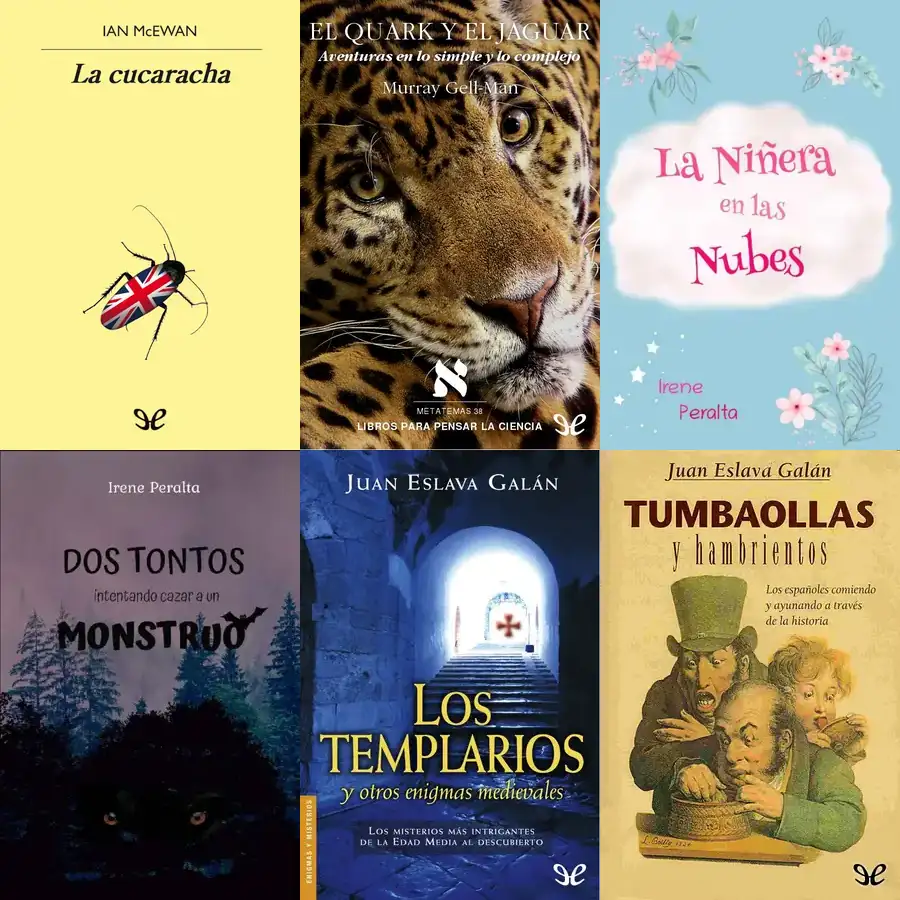 IAN McEWAN
La cucaracha
EL QUARK Y EL JAGUAR
Aventuras en lo simple y lo complejo
Murray Gell-Man
א
METATEMAS 38
LIBROS PARA PENSAR LA CIENCIA
La Niñera
en las
Nubes
Irene
Peralta
Irene Peralta
DOS TONTOS
intentando cazar a un
MONSTRUO
JUAN ESLAVA GALÁN
LOS
TEMPLARIOS
y otros enigmas medievales
LOS MISTERIOS MÁS INTRIGANTES
DE LA EDAD MEDIA AL DESCUBIERTO
ENIGMAS Y MISTERIOS
Juan Eslava Galán
TUMBAOLLAS
y hambrientos
Los españoles comiendo
y ayunando a través
de la historia